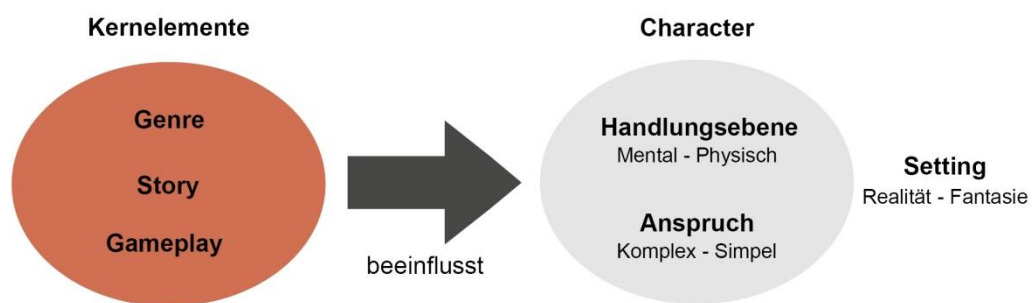 Kernelemente
Genre
Story
Gameplay
beeinflusst
Character
Handlungsebene
Mental - Physisch
Anspruch
Komplex - Simpel
Setting
Realität - Fantasie